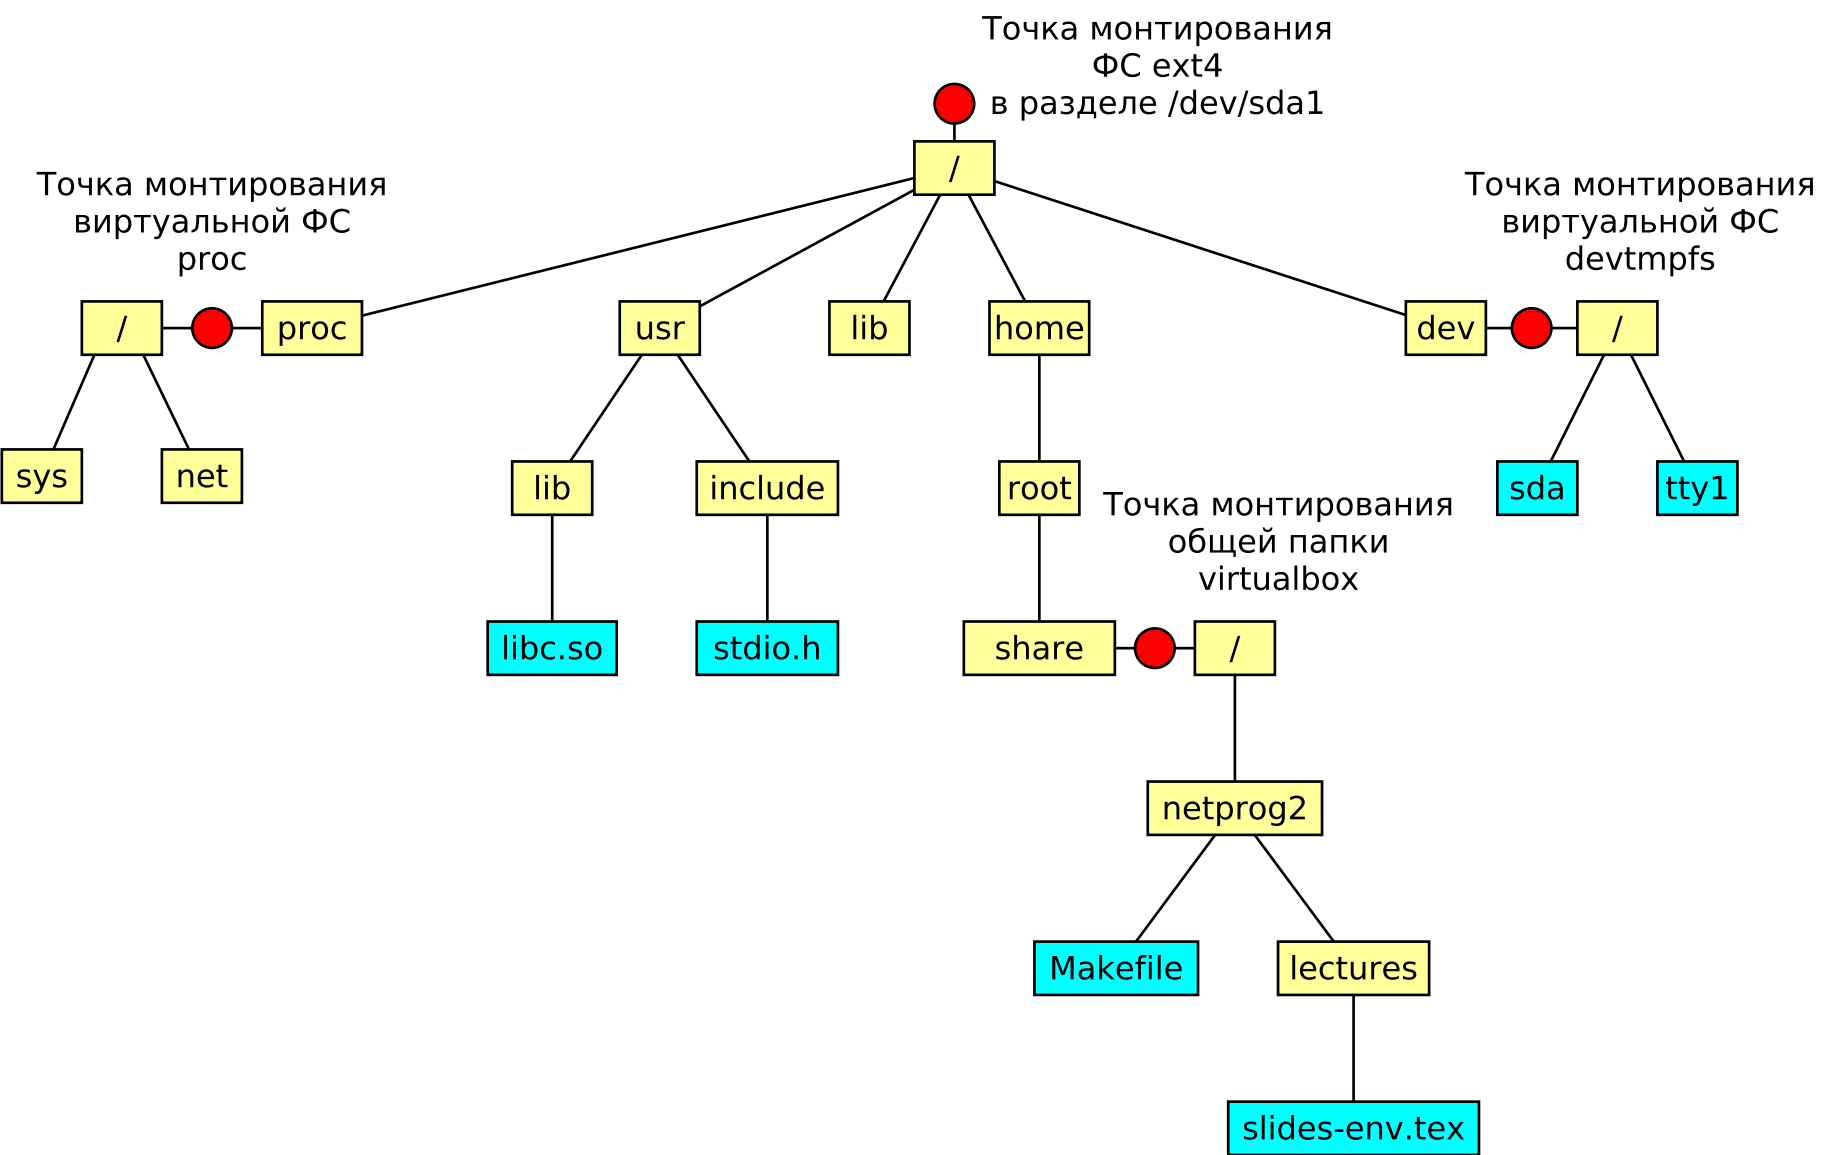 Точка монтирования
ФС ext4
в разделе /dev/sda1
/
Точка монтирования
виртуальной ФС
proc
Точка монтирования
виртуальной ФС
devtmpfs
/
proc
usr
lib
home
dev
/
sys
net
lib
include
root
Точка монтирования
общей папки
virtualbox
sda
tty1
libc.so
stdio.h
share
/
netprog2
Makefile
lectures
slides-env.tex